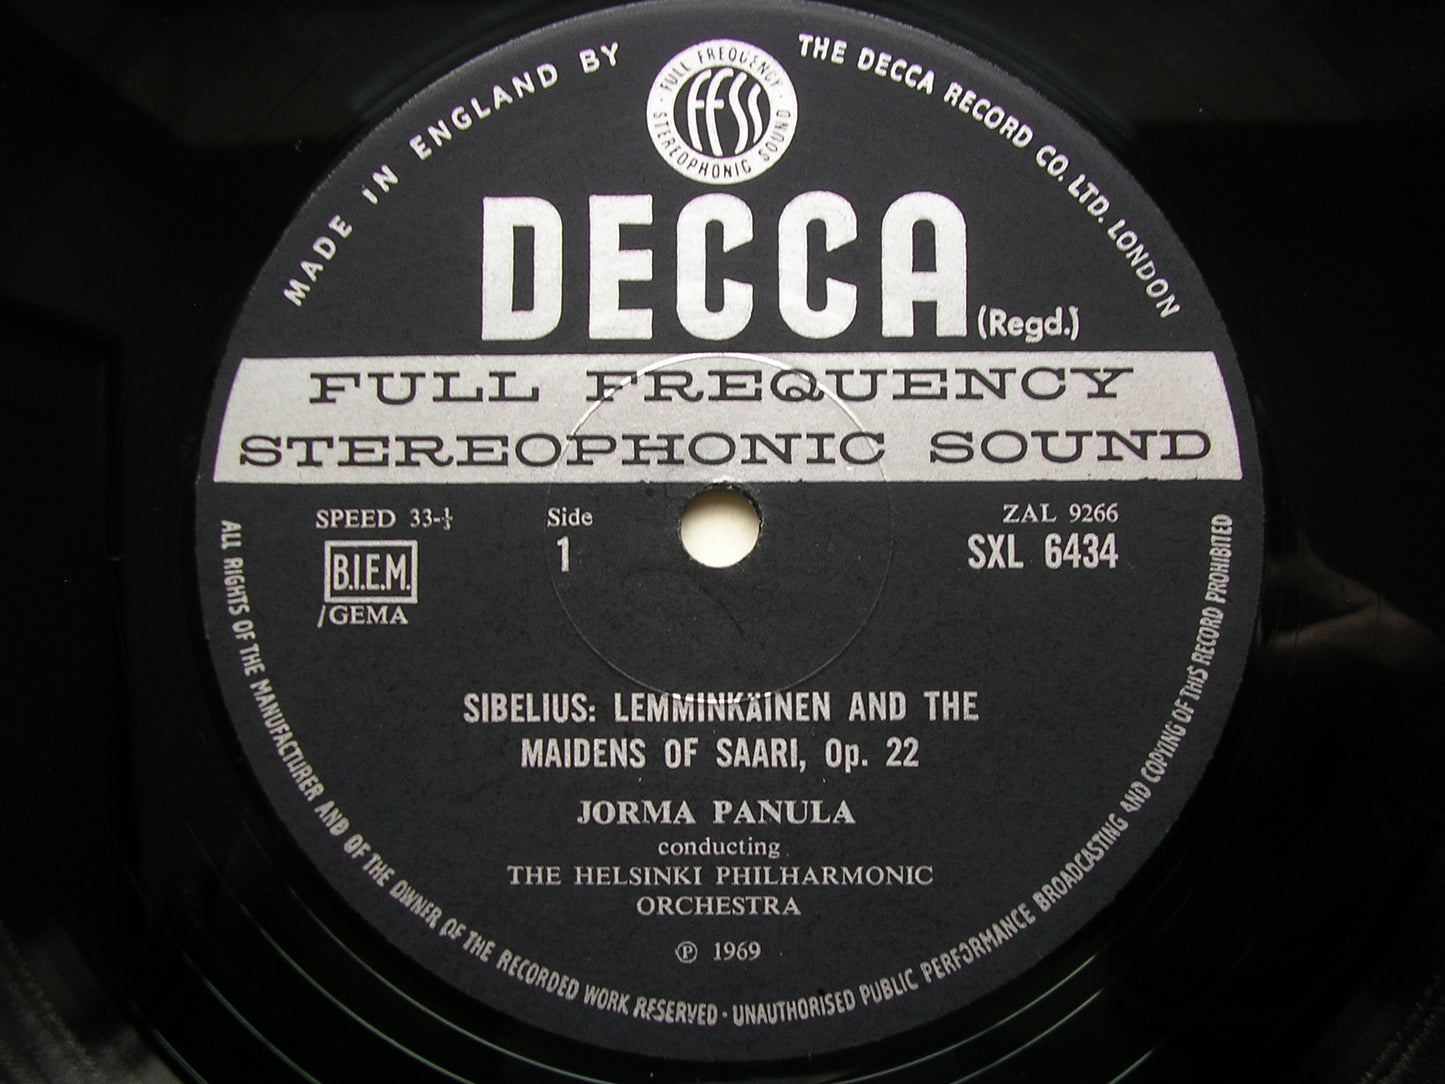 MADE IN ENGLAND BY
THE DECCA RECORD CO. LTD. LONDON
FULL FREQUENCY
FFSS
STEREOPHONIC SOUND
DECCA
(Regd.)
FULL FREQUENCY
STEREOPHONIC SOUND
SPEED 33-⅓
Side
ZAL 9266
1
SXL 6434
B.I.E.M.
/GEMA
SIBELIUS: LEMMINKÄINEN AND THE
MAIDENS OF SAARI, Op. 22
JORMA PANULA
conducting
THE HELSINKI PHILHARMONIC
ORCHESTRA
℗ 1969
ALL RIGHTS OF THE MANUFACTURER AND OF THE OWNER OF THE RECORDED WORK RESERVED · UNAUTHORISED PUBLIC PERFORMANCE BROADCASTING AND COPYING OF THIS RECORD PROHIBITED